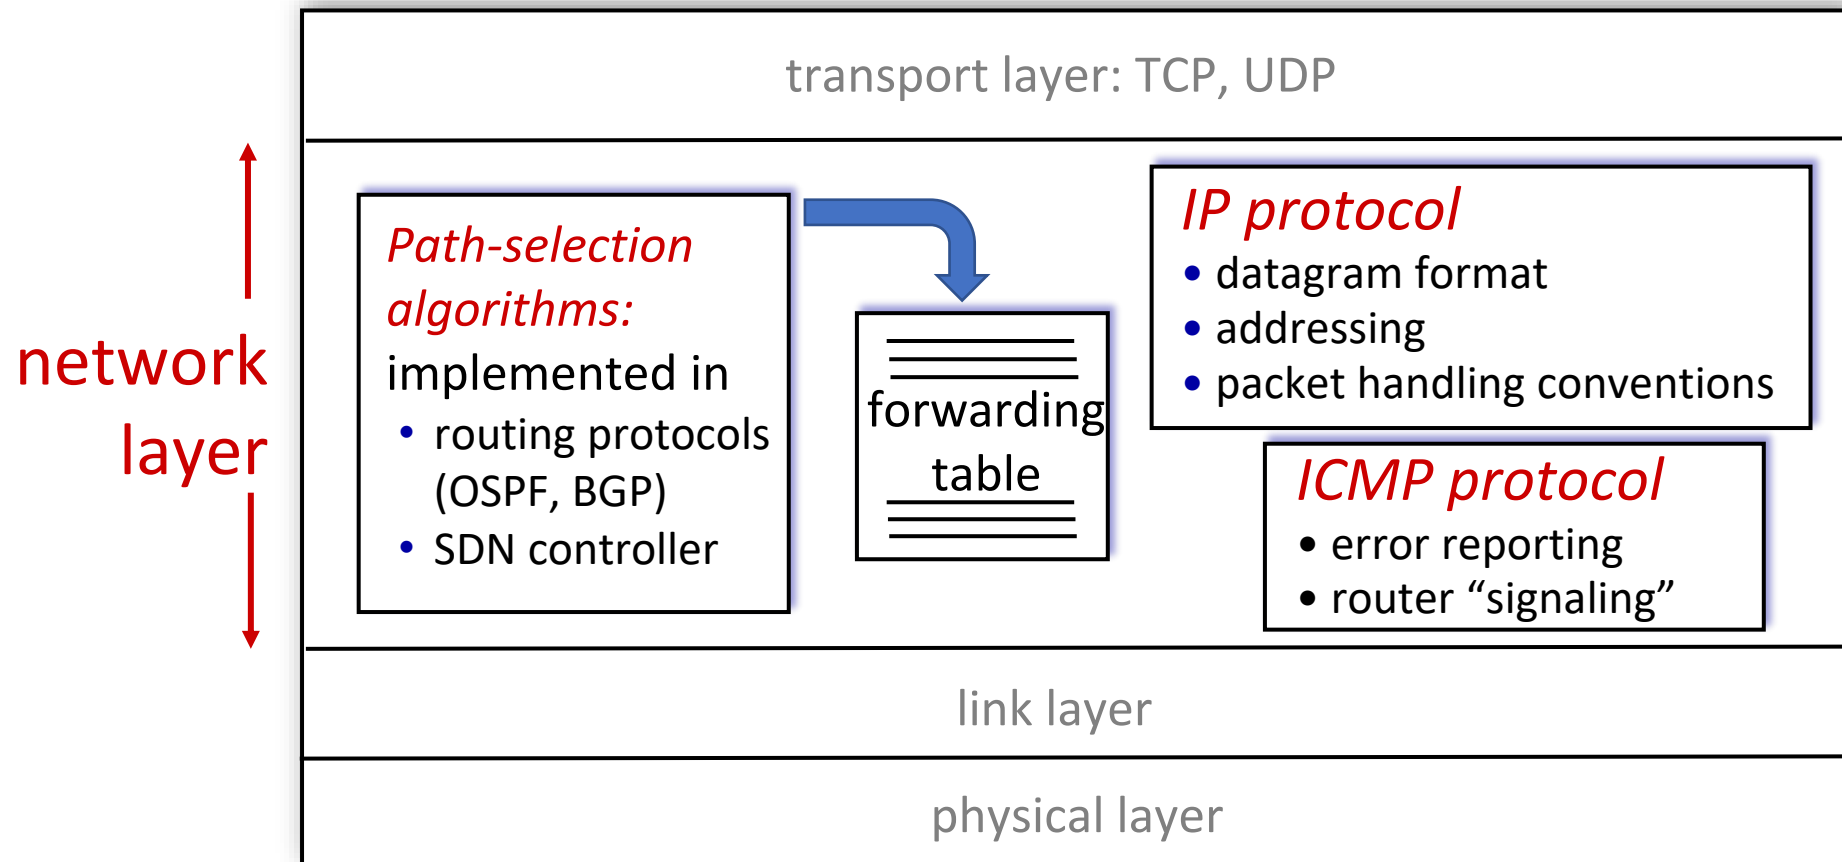 transport layer: TCP, UDP
network
layer
Path-selection
algorithms:
implemented in
• routing protocols
(OSPF, BGP)
• SDN controller
forwarding
table
IP protocol
• datagram format
• addressing
• packet handling conventions
ICMP protocol
• error reporting
• router “signaling”
link layer
physical layer